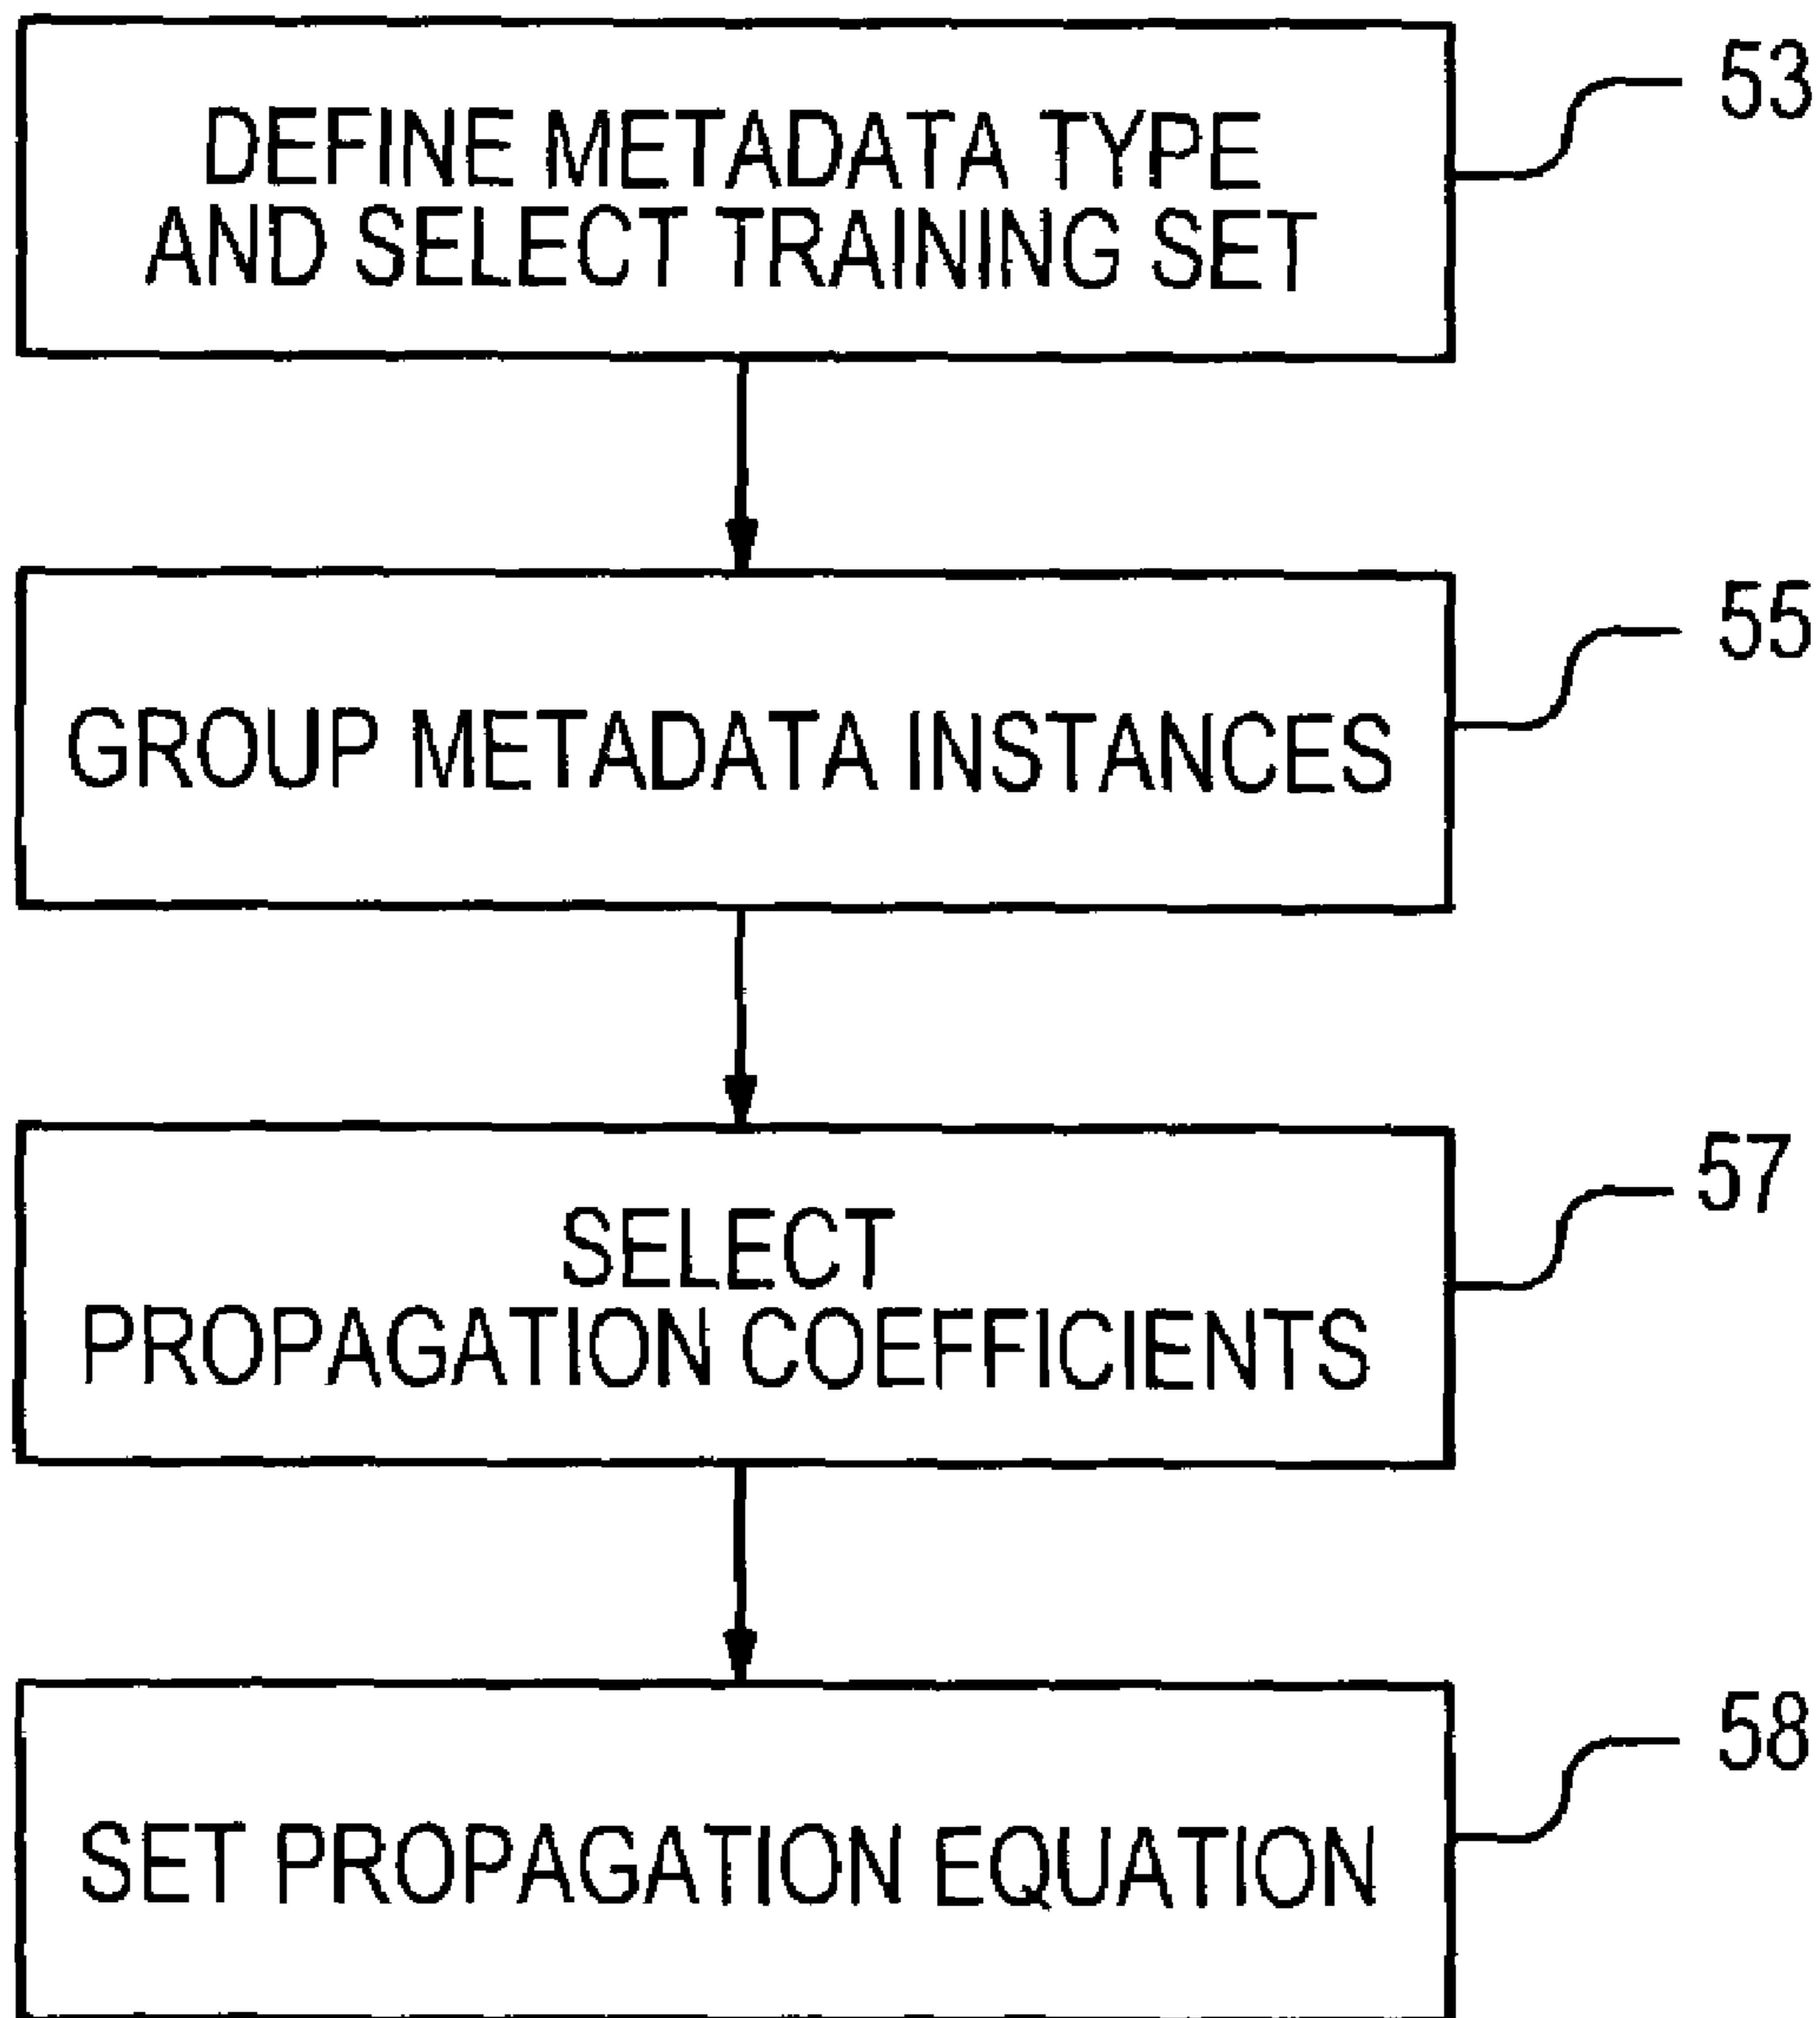 53
DEFINE METADATA TYPE
AND SELECT TRAINING SET
55
GROUP METADATA INSTANCES
57
SELECT
PROPAGATION COEFFICIENTS
58
SET PROPAGATION EQUATION